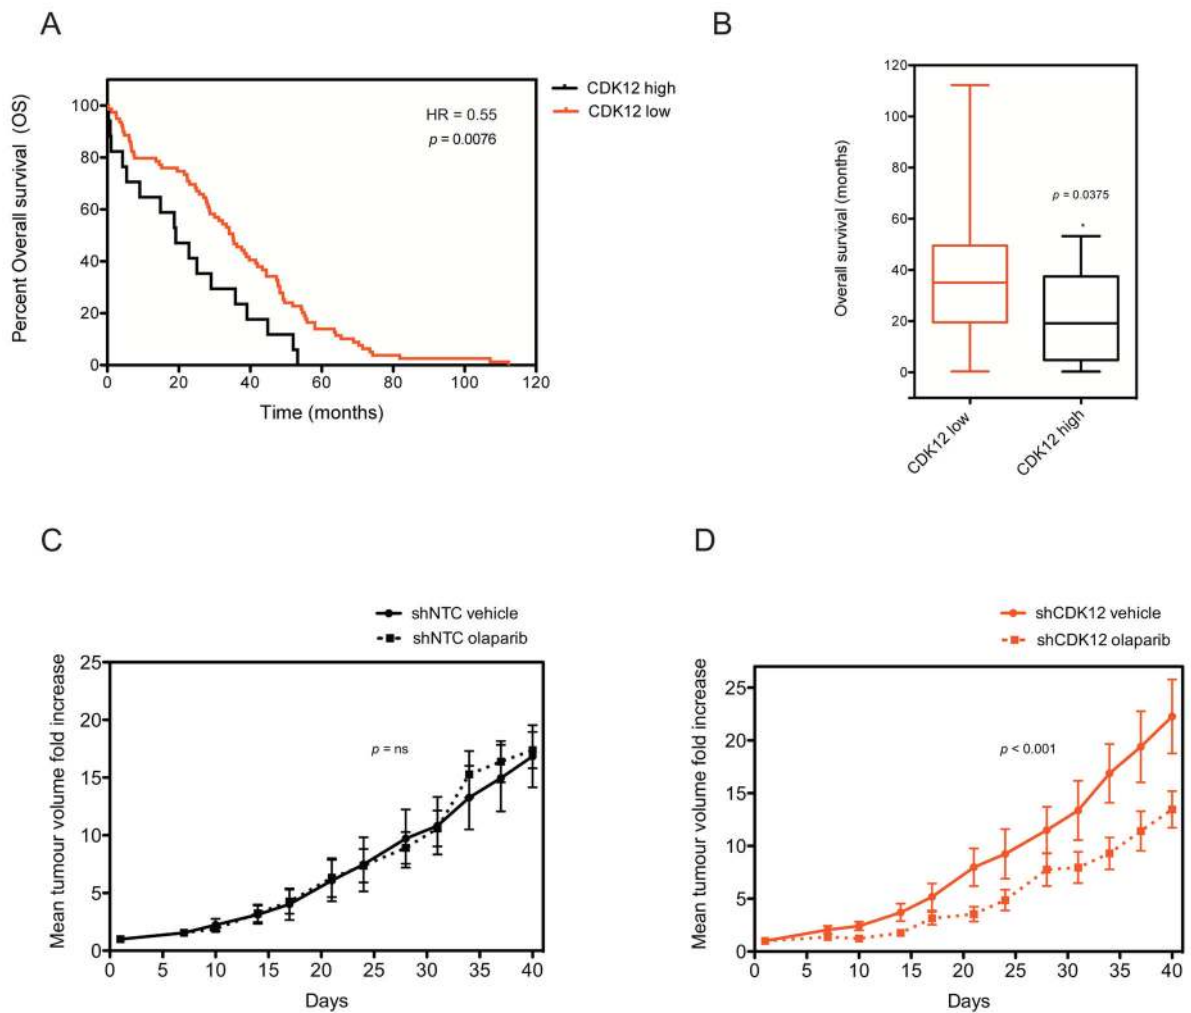 A
CDK12 high
CDK12 low
HR = 0.55
p = 0.0076
Percent Overall survival (OS)
100
80
60
40
20
0
0 20 40 60 80 100 120
Time (months)
B
Overall survival (months)
120
100
80
60
40
20
0
p = 0.0375
*
CDK12 low
CDK12 high
C
shNTC vehicle
shNTC olaparib
Mean tumour volume fold increase
25
20
15
10
5
0
p = ns
0 5 10 15 20 25 30 35 40
Days
D
shCDK12 vehicle
shCDK12 olaparib
Mean tumour volume fold increase
25
20
15
10
5
0
p < 0.001
0 5 10 15 20 25 30 35 40
Days